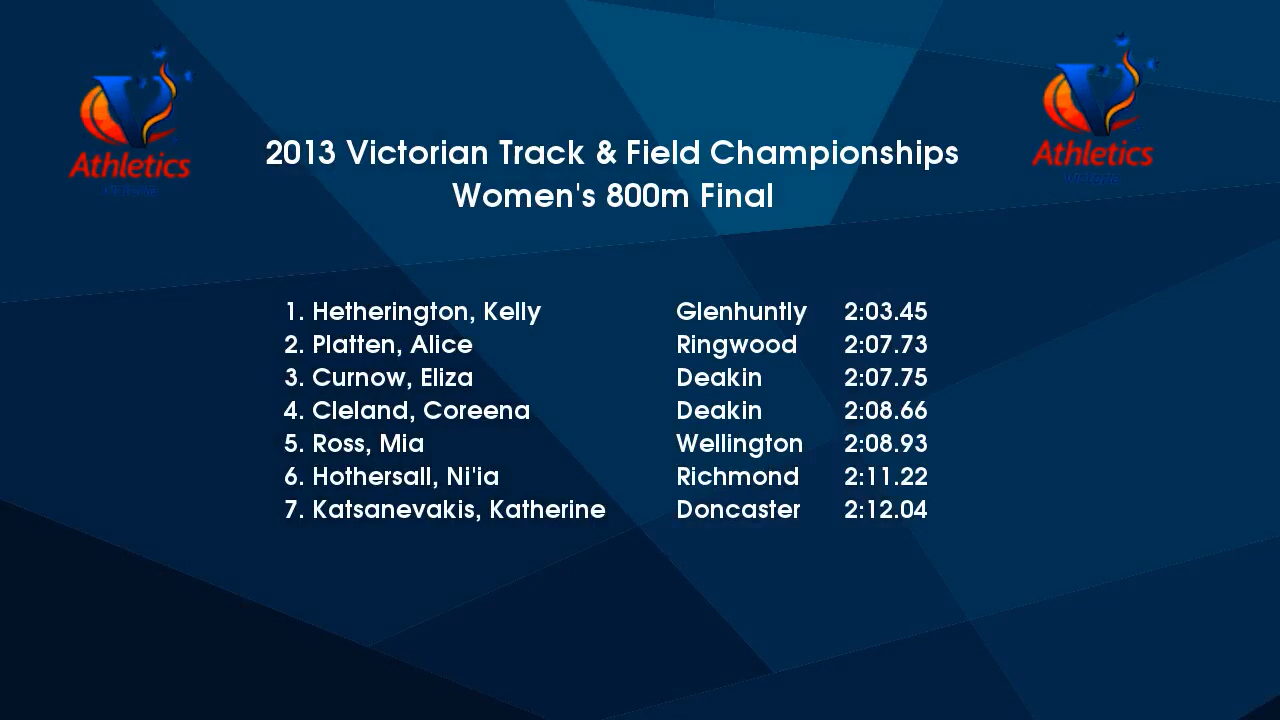 Athletics
Athletics
Victoria
2013 Victorian Track & Field Championships
Women's 800m Final
1. Hetherington, Kelly Glenhuntly 2:03.45
2. Platten, Alice Ringwood 2:07.73
3. Curnow, Eliza Deakin 2:07.75
4. Cleland, Coreena Deakin 2:08.66
5. Ross, Mia Wellington 2:08.93
6. Hothersall, Ni'ia Richmond 2:11.22
7. Katsanevakis, Katherine Doncaster 2:12.04